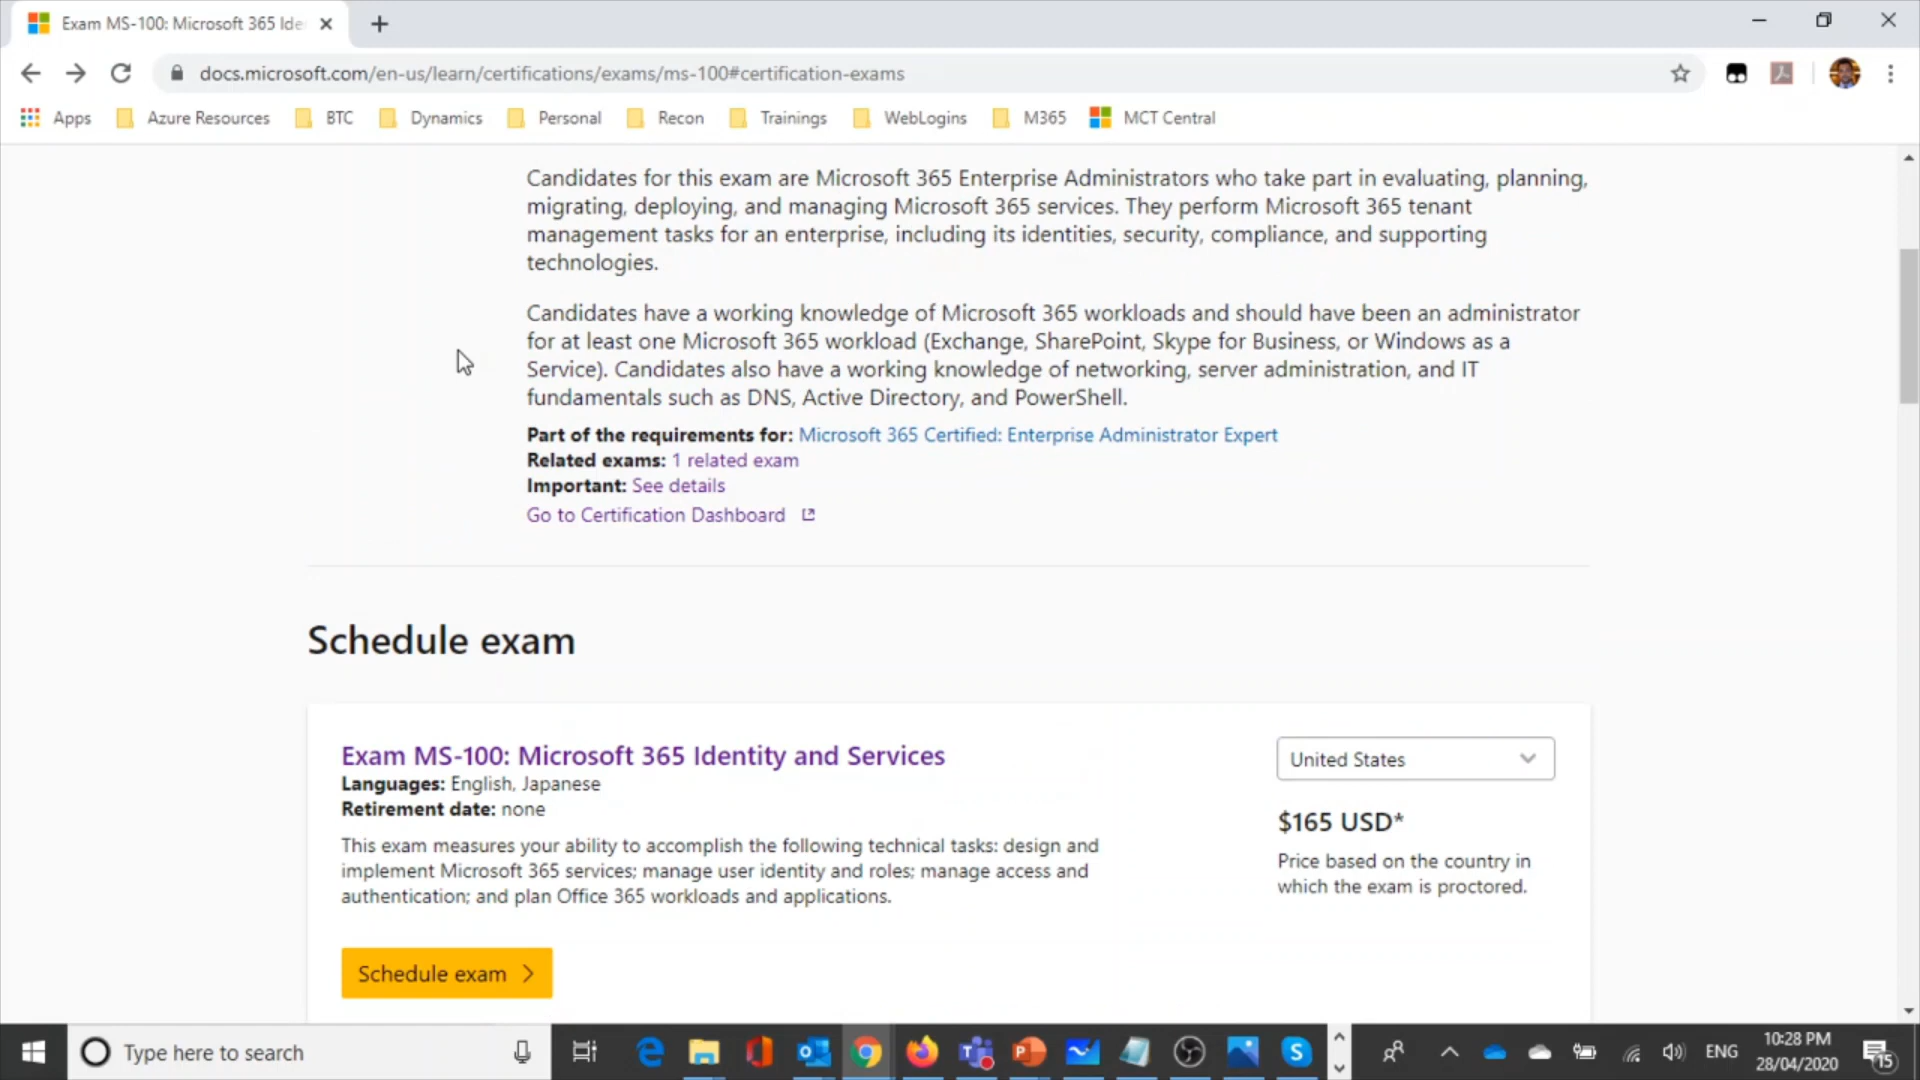 Exam MS-100: Microsoft 365 Ide
docs.microsoft.com/en-us/learn/certifications/exams/ms-100#certification-exams
Apps Azure Resources BTC Dynamics Personal Recon Trainings WebLogins M365 MCT Central
Candidates for this exam are Microsoft 365 Enterprise Administrators who take part in evaluating, planning,
migrating, deploying, and managing Microsoft 365 services. They perform Microsoft 365 tenant
management tasks for an enterprise, including its identities, security, compliance, and supporting
technologies.
Candidates have a working knowledge of Microsoft 365 workloads and should have been an administrator
for at least one Microsoft 365 workload (Exchange, SharePoint, Skype for Business, or Windows as a
Service). Candidates also have a working knowledge of networking, server administration, and IT
fundamentals such as DNS, Active Directory, and PowerShell.
Part of the requirements for: Microsoft 365 Certified: Enterprise Administrator Expert
Related exams: 1 related exam
Important: See details
Go to Certification Dashboard
Schedule exam
Exam MS-100: Microsoft 365 Identity and Services
Languages: English, Japanese
Retirement date: none
This exam measures your ability to accomplish the following technical tasks: design and
implement Microsoft 365 services; manage user identity and roles; manage access and
authentication; and plan Office 365 workloads and applications.
Schedule exam
United States
$165 USD*
Price based on the country in
which the exam is proctored.
Type here to search
ENG
10:28 PM
28/04/2020
15